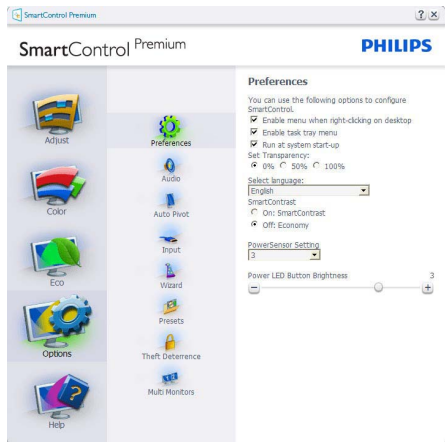 SmartControl Premium
SmartControl Premium
PHILIPS
Adjust
Color
Eco
Options
Help
Preferences
Audio
Auto Pivot
Input
Wizard
Presets
Theft Deterrence
Multi Monitors
Preferences
You can use the following options to configure
SmartControl.
Enable menu when right-clicking on desktop
Enable task tray menu
Run at system start-up
Set Transparency:
0% 50% 100%
Select language:
English
SmartContrast
On: SmartContrast
Off: Economy
PowerSensor Setting
3
Power LED Button Brightness 3